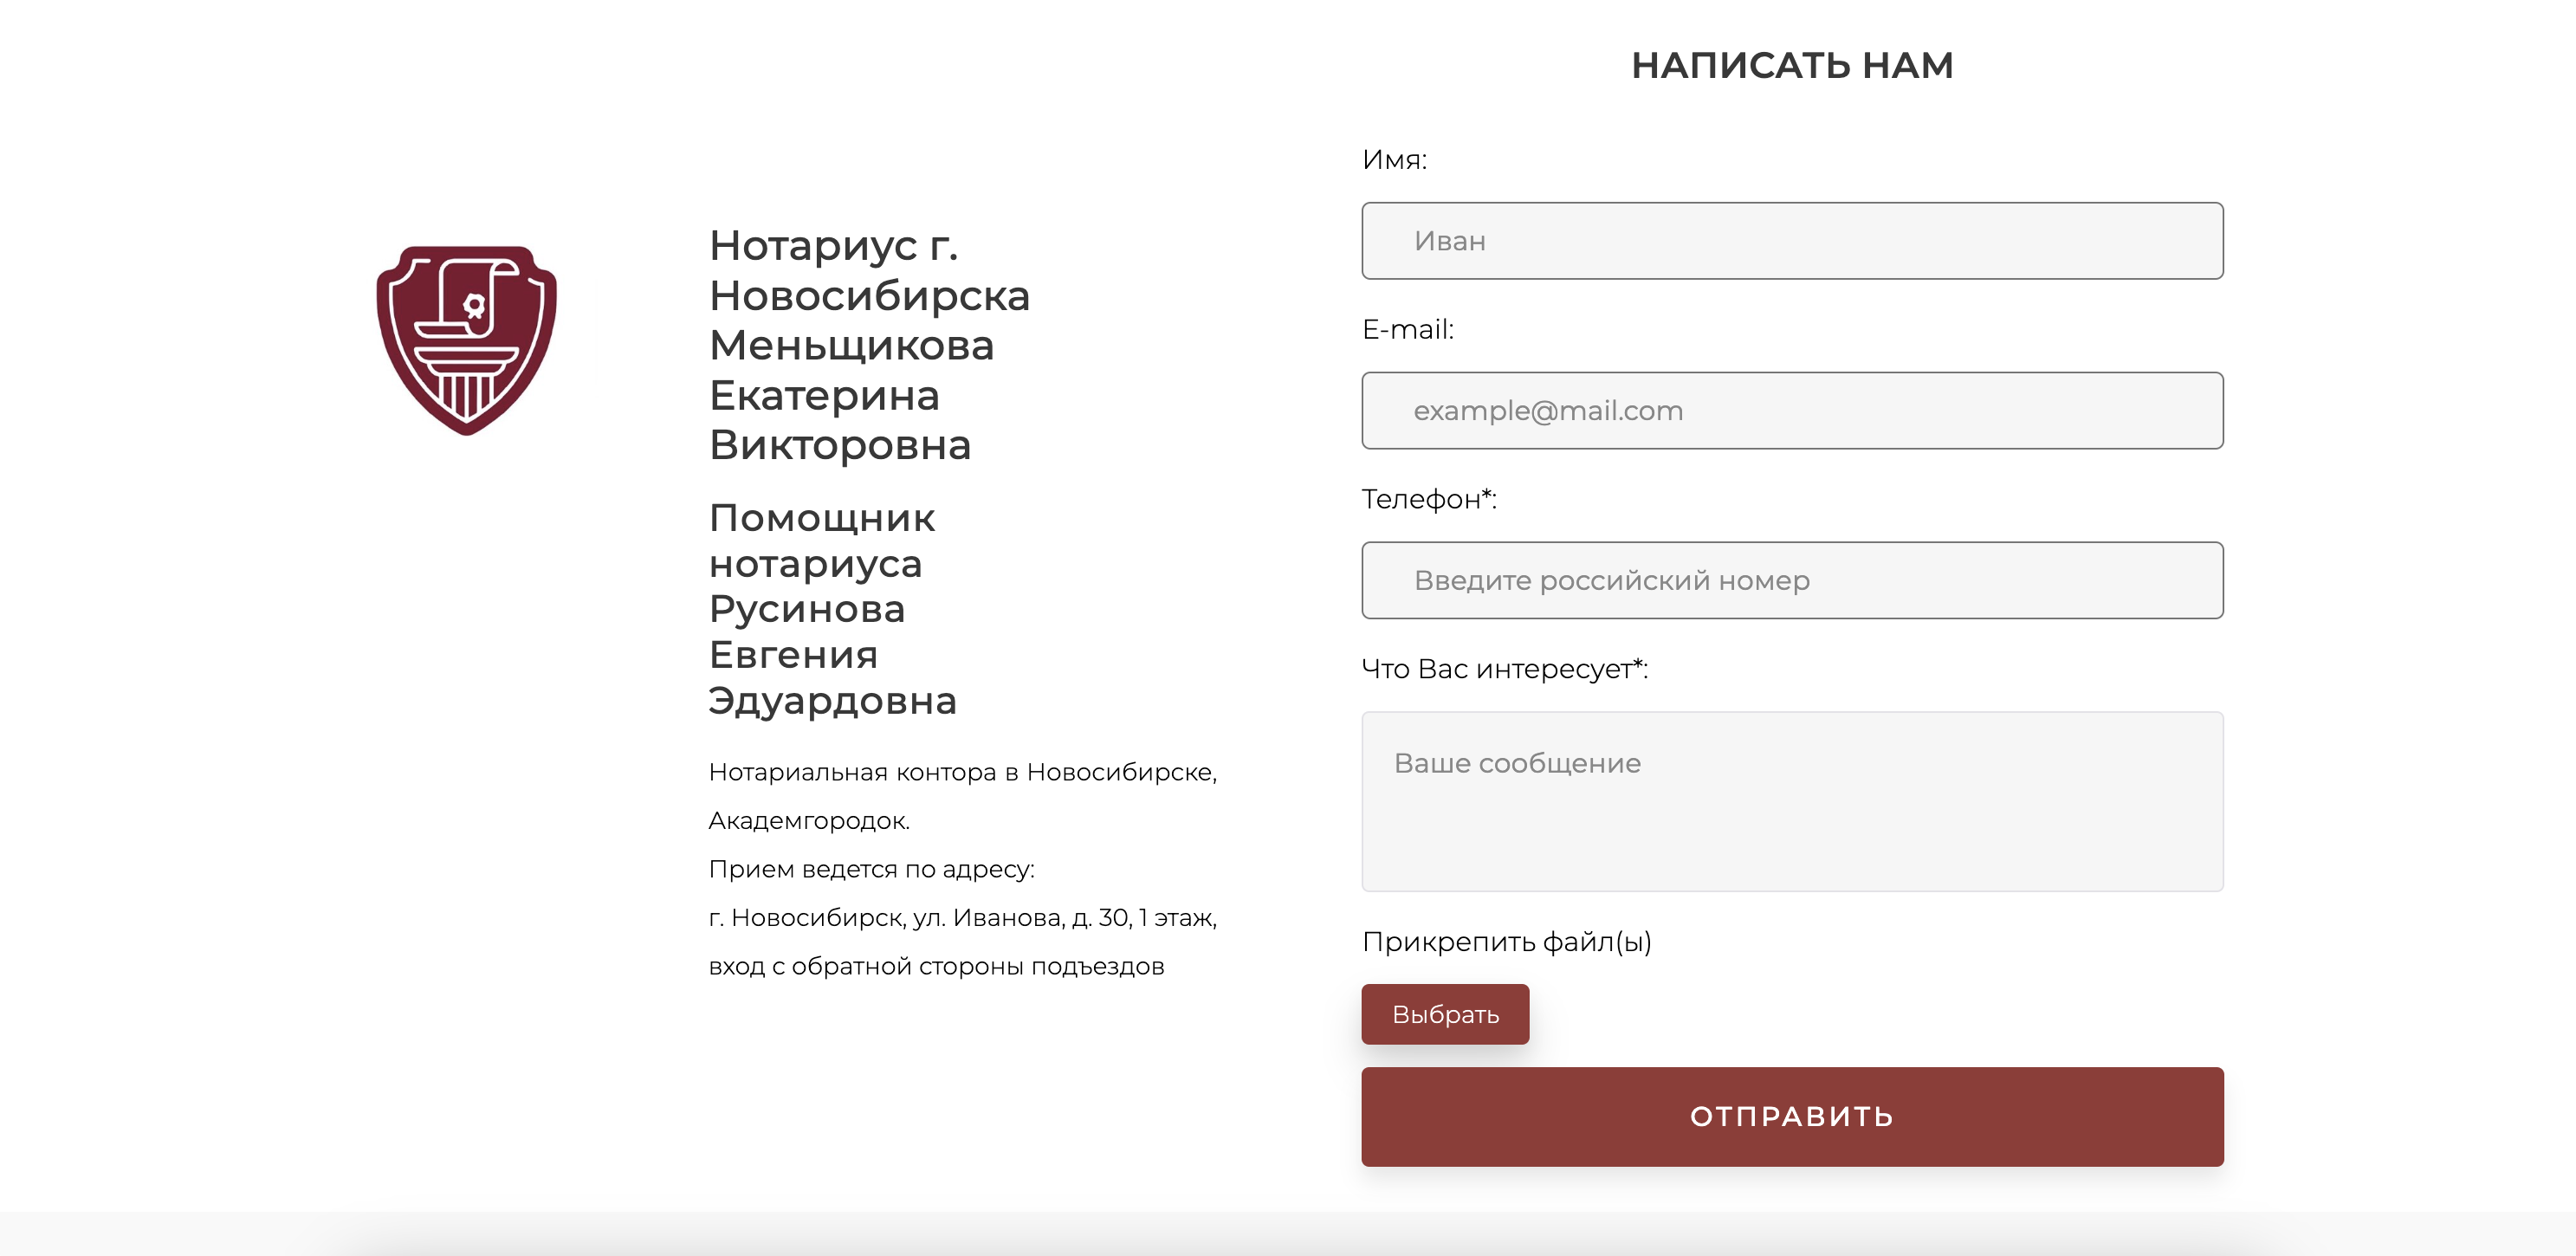 Нотариус г.
Новосибирска
Меньщикова
Екатерина
Викторовна
Помощник
нотариуса
Русинова
Евгения
Эдуардовна
Нотариальная контора в Новосибирске,
Академгородок.
Прием ведется по адресу:
г. Новосибирск, ул. Иванова, д. 30, 1 этаж,
вход с обратной стороны подъездов
НАПИСАТЬ НАМ
Имя:
Иван
E-mail:
example@mail.com
Телефон*:
Введите российский номер
Что Вас интересует*:
Ваше сообщение
Прикрепить файл(ы)
Выбрать
ОТПРАВИТЬ